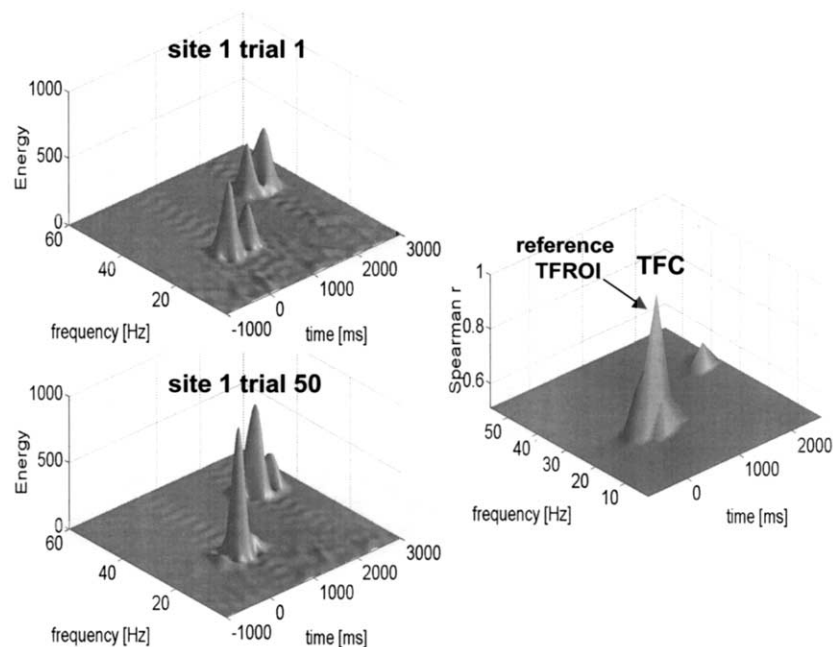 site 1 trial 1
1000
500
0
Energy
60
40
20
frequency [Hz]
-1000
0
1000
2000
3000
time [ms]
site 1 trial 50
1000
500
0
Energy
60
40
20
frequency [Hz]
-1000
0
1000
2000
3000
time [ms]
reference
TFROI
TFC
1
0.8
0.6
Spearman r
50
40
30
20
10
frequency [Hz]
0
1000
2000
time [ms]